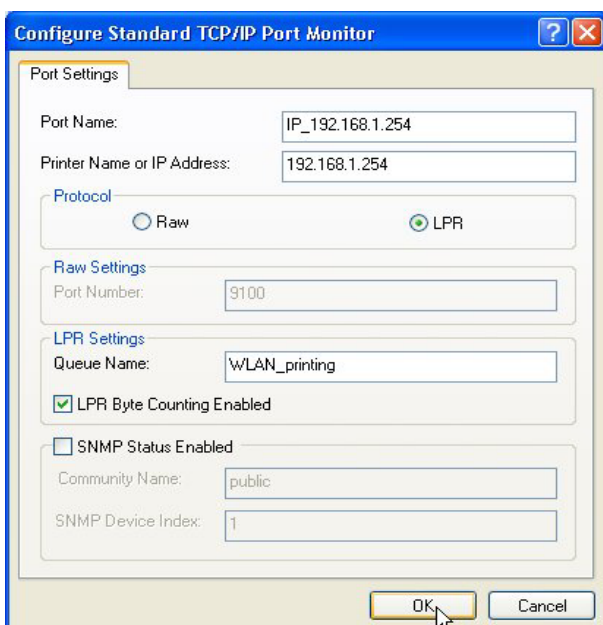 Configure Standard TCP/IP Port Monitor
Port Settings
Port Name: IP_192.168.1.254
Printer Name or IP Address: 192.168.1.254
Protocol
Raw LPR
Raw Settings
Port Number: 9100
LPR Settings
Queue Name: WLAN_printing
LPR Byte Counting Enabled
SNMP Status Enabled
Community Name: public
SNMP Device Index: 1
OK Cancel